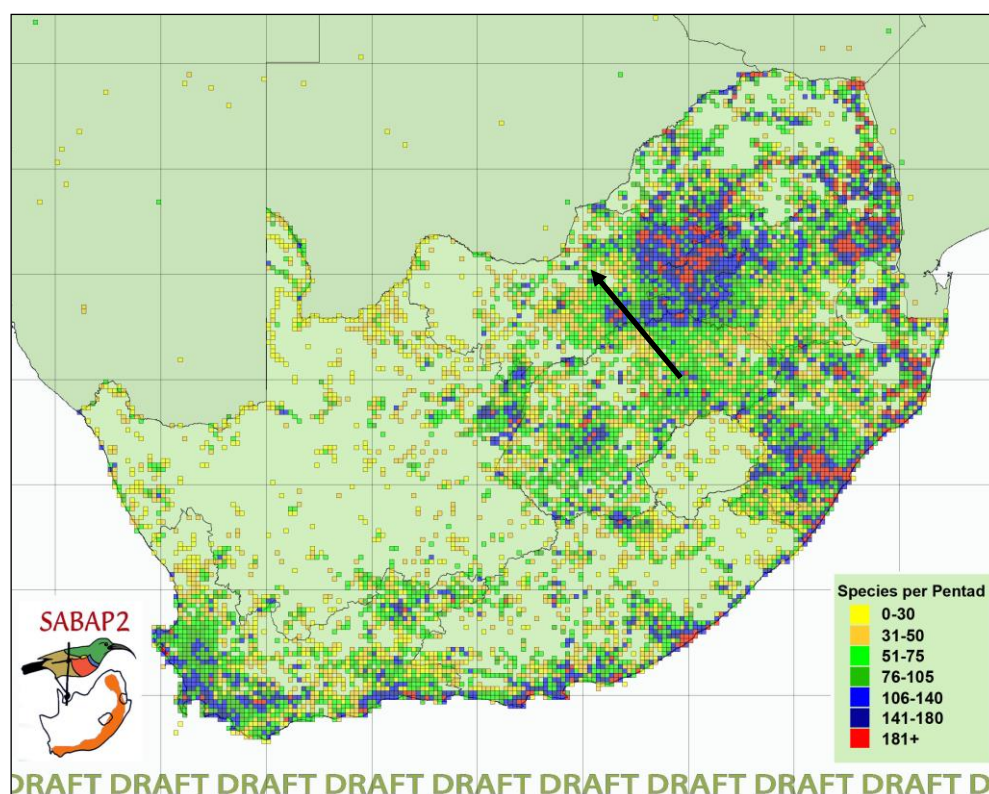 SABAP2
Species per Pentad
0-30
31-50
51-75
76-105
106-140
141-180
181+
DRAFT DRAFT DRAFT DRAFT DRAFT DRAFT DRAFT DRAFT DRAFT DRAFT D